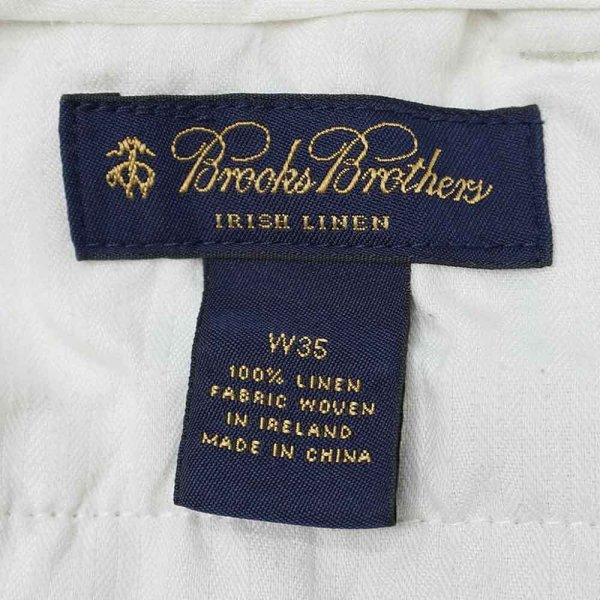 Brooks Brothers
IRISH LINEN
W35
100% LINEN
FABRIC WOVEN
IN IRELAND
MADE IN CHINA